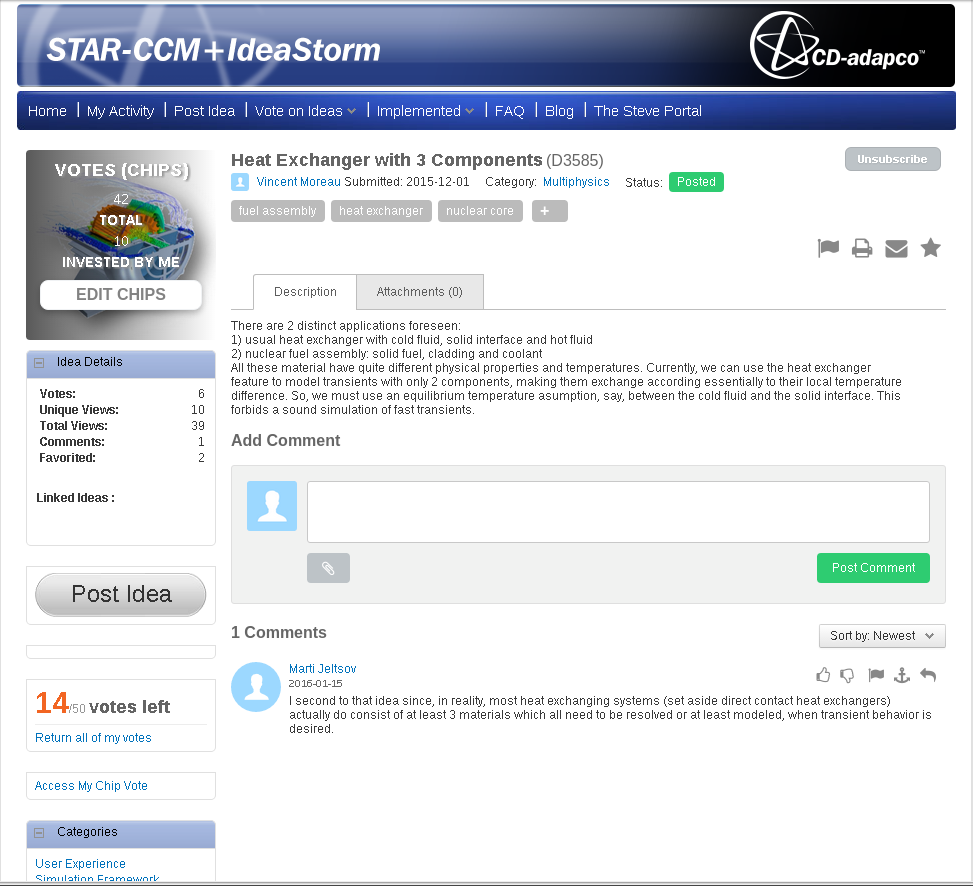 STAR-CCM+IdeaStorm
CD-adapco™
Home | My Activity | Post Idea | Vote on Ideas | Implemented | FAQ | Blog | The Steve Portal
VOTES (CHIPS)
42
TOTAL
10
INVESTED BY ME
EDIT CHIPS
Idea Details
Votes: 6
Unique Views: 10
Total Views: 39
Comments: 1
Favorited: 2
Linked Ideas :
Post Idea
14/50 votes left
Return all of my votes
Access My Chip Vote
Categories
User Experience
Simulation Framework
Heat Exchanger with 3 Components (D3585)
Unsubscribe
Vincent Moreau Submitted: 2015-12-01 Category: Multiphysics Status: Posted
fuel assembly heat exchanger nuclear core +
Description Attachments (0)
There are 2 distinct applications foreseen:
1) usual heat exchanger with cold fluid, solid interface and hot fluid
2) nuclear fuel assembly: solid fuel, cladding and coolant
All these material have quite different physical properties and temperatures. Currently, we can use the heat exchanger
feature to model transients with only 2 components, making them exchange according essentially to their local temperature
difference. So, we must use an equilibrium temperature asumption, say, between the cold fluid and the solid interface. This
forbids a sound simulation of fast transients.
Add Comment
Post Comment
1 Comments
Sort by: Newest
Marti Jeltsov
2016-01-15
I second to that idea since, in reality, most heat exchanging systems (set aside direct contact heat exchangers)
actually do consist of at least 3 materials which all need to be resolved or at least modeled, when transient behavior is
desired.